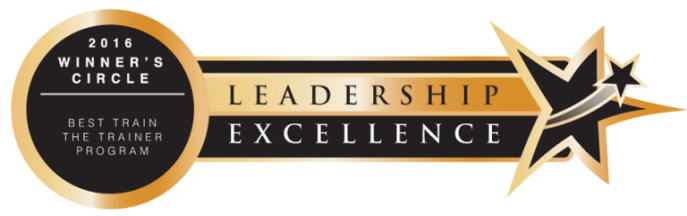 2016
WINNER'S
CIRCLE
BEST TRAIN
THE TRAINER
PROGRAM
LEADERSHIP
EXCELLENCE